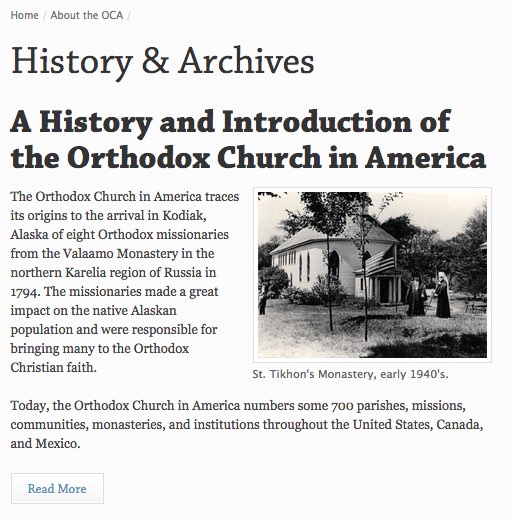 Home / About the OCA /
History & Archives
A History and Introduction of
the Orthodox Church in America
The Orthodox Church in America traces
its origins to the arrival in Kodiak,
Alaska of eight Orthodox missionaries
from the Valaamo Monastery in the
northern Karelia region of Russia in
1794. The missionaries made a great
impact on the native Alaskan
population and were responsible for
bringing many to the Orthodox
Christian faith.
St. Tikhon's Monastery, early 1940's.
Today, the Orthodox Church in America numbers some 700 parishes, missions,
communities, monasteries, and institutions throughout the United States, Canada,
and Mexico.
Read More